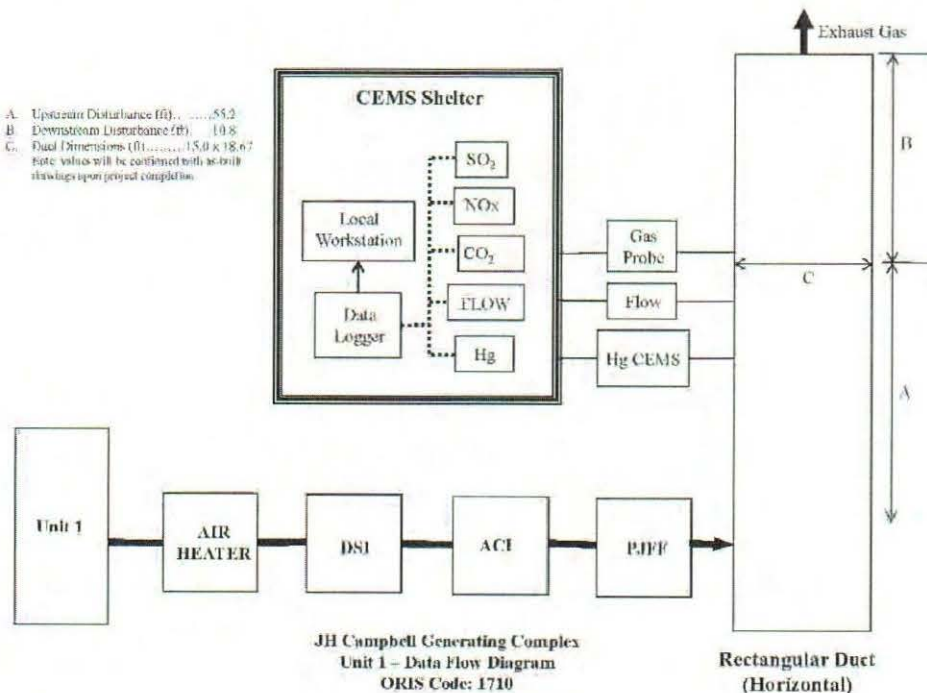 Exhaust Gas
CEMS Shelter
A. Upstream Disturbance (ft).. ......55.2
B. Downstream Disturbance (ft). 10.8
C. Duct Dimensions (ft)........15.0 x 18.67
Note: values will be confirmed with as-built
drawings upon project completion
SO₂
NOx
CO₂
FLOW
Hg
Local
Workstation
Data
Logger
Gas
Probe
Flow
Hg CEMS
B
C
A
Unit 1
AIR
HEATER
DSI
ACI
PJFF
JH Campbell Generating Complex
Unit 1 – Data Flow Diagram
ORIS Code: 1710
Rectangular Duct
(Horizontal)